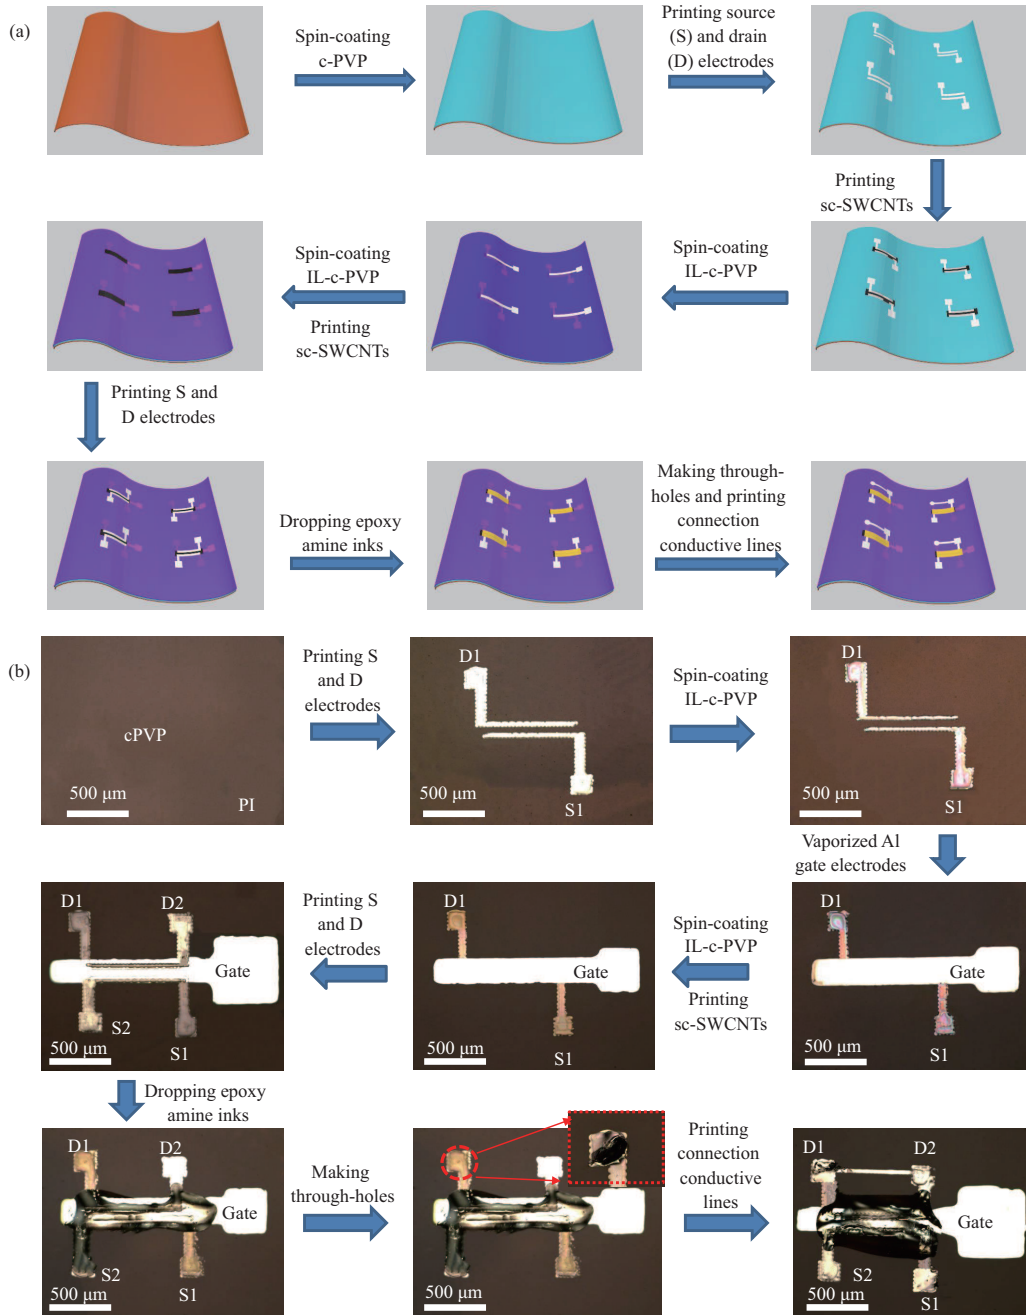 (a)
Spin-coating
c-PVP
Printing source
(S) and drain
(D) electrodes
Printing
sc-SWCNTs
Spin-coating
IL-c-PVP
Spin-coating
IL-c-PVP
Printing
sc-SWCNTs
Printing S and
D electrodes
Dropping epoxy
amine inks
Making through-
holes and printing
connection
conductive lines
(b)
cPVP
500 μm
PI
Printing S
and D
electrodes
D1
500 μm
S1
Spin-coating
IL-c-PVP
D1
500 μm
S1
Vaporized Al
gate electrodes
D1
Gate
500 μm
S1
Spin-coating
IL-c-PVP
Printing
sc-SWCNTs
D1
Gate
500 μm
S1
Printing S
and D
electrodes
D1
D2
Gate
S2
500 μm
S1
Dropping epoxy
amine inks
D1
D2
Gate
S2
500 μm
S1
Making
through-holes
500 μm
Printing
connection
conductive
lines
D1
D2
Gate
S2
500 μm
S1